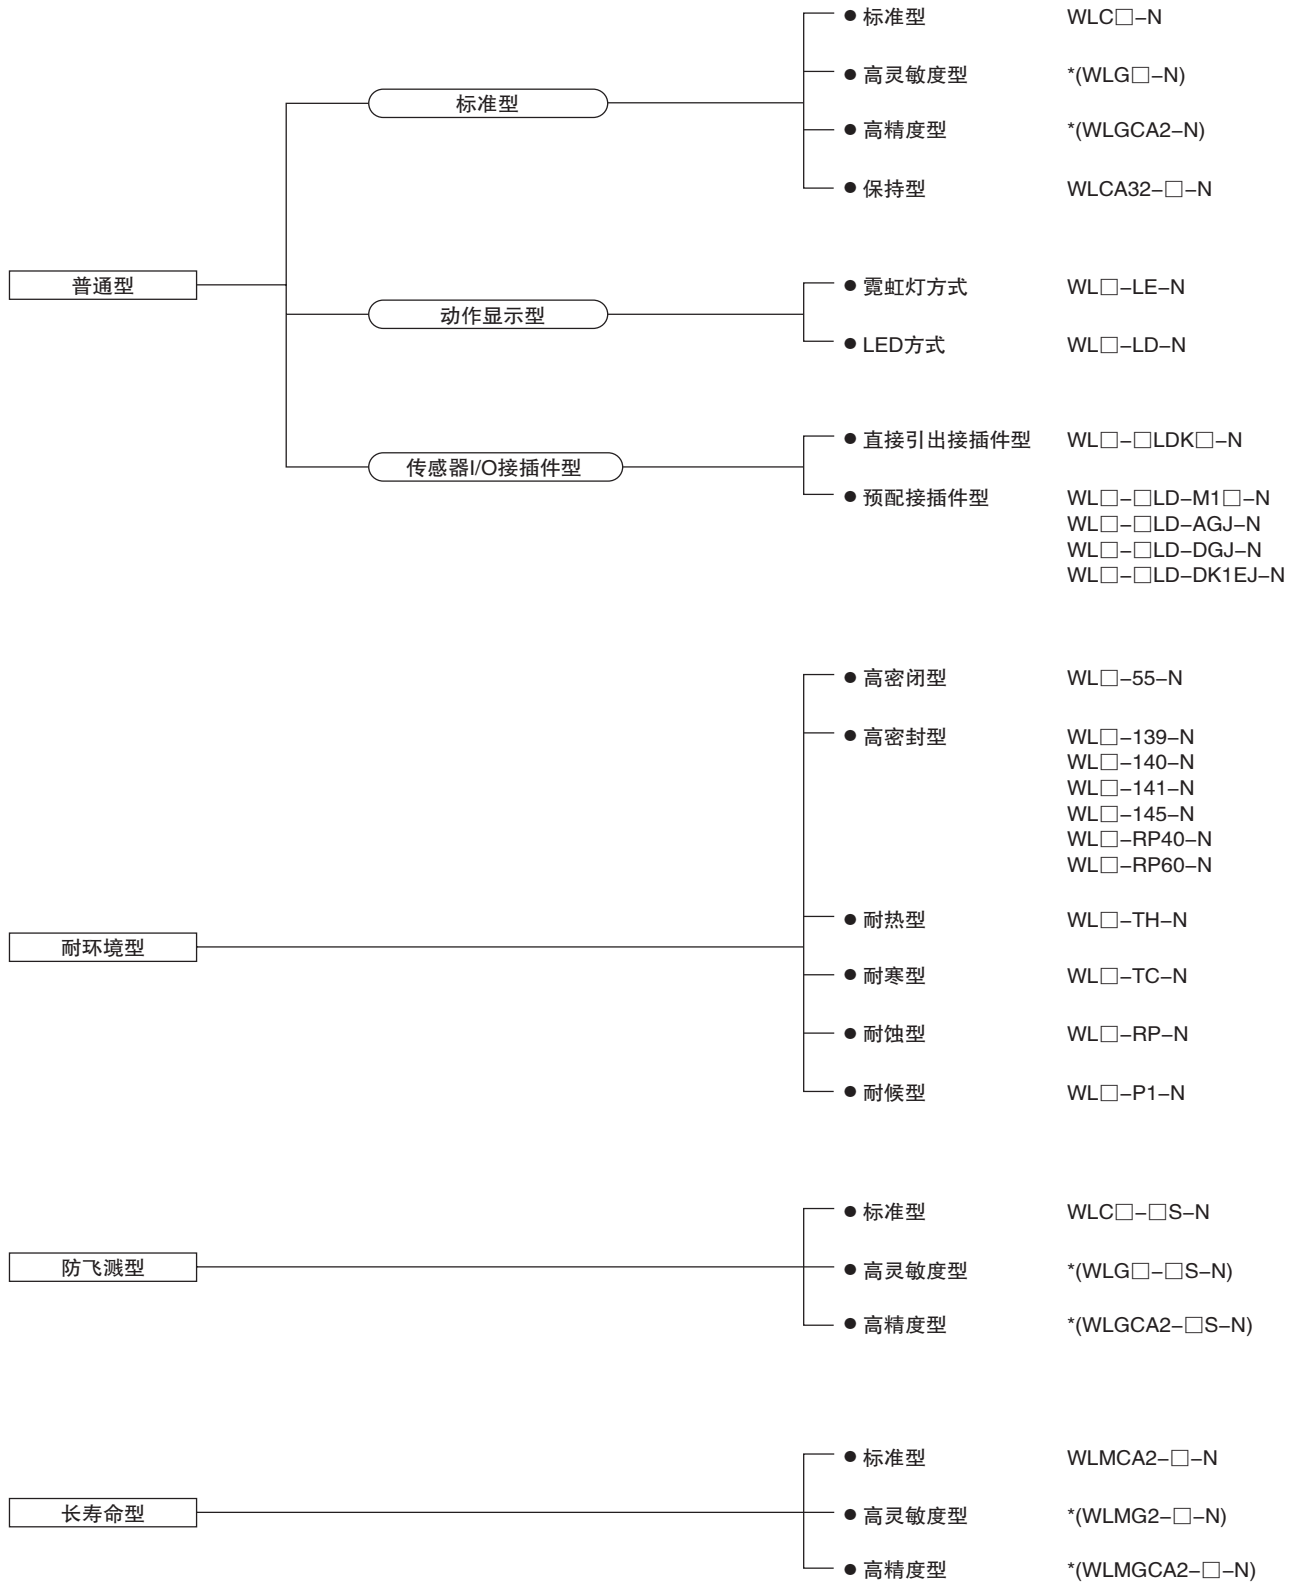 ● 标准型 WLC□–N
● 高灵敏度型 *(WLG□–N)
标准型
● 高精度型 *(WLGCA2–N)
● 保持型 WLCA32–□–N
普通型
● 霓虹灯方式 WL□–LE–N
动作显示型
● LED方式 WL□–LD–N
● 直接引出接插件型 WL□–□LDK□–N
传感器I/O接插件型
● 预配接插件型 WL□–□LD–M1□–N
WL□–□LD–AGJ–N
WL□–□LD–DGJ–N
WL□–□LD–DK1EJ–N
● 高密闭型 WL□–55–N
● 高密封型 WL□–139–N
WL□–140–N
WL□–141–N
WL□–145–N
WL□–RP40–N
WL□–RP60–N
● 耐热型 WL□–TH–N
耐环境型
● 耐寒型 WL□–TC–N
● 耐蚀型 WL□–RP–N
● 耐候型 WL□–P1–N
● 标准型 WLC□–□S–N
防飞溅型
● 高灵敏度型 *(WLG□–□S–N)
● 高精度型 *(WLGCA2–□S–N)
● 标准型 WLMCA2–□–N
长寿命型
● 高灵敏度型 *(WLMG2–□–N)
● 高精度型 *(WLMGCA2–□–N)